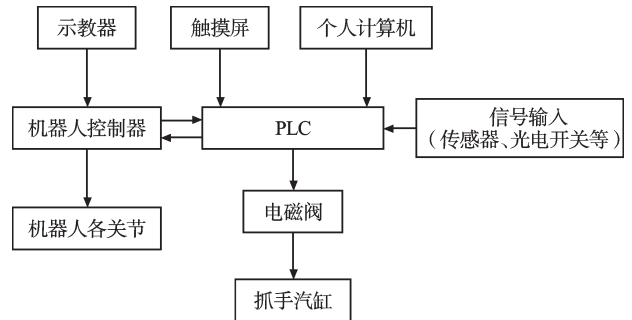 示教器
触摸屏
个人计算机
机器人控制器
PLC
信号输入
(传感器、光电开关等)
机器人各关节
电磁阀
抓手汽缸